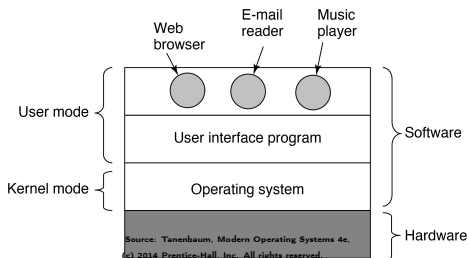 Web
browser
E-mail
reader
Music
player
User mode
User interface program
Software
Kernel mode
Operating system
Hardware
Source: Tanenbaum, Modern Operating Systems 4e,
(c) 2014 Prentice-Hall, Inc. All rights reserved.